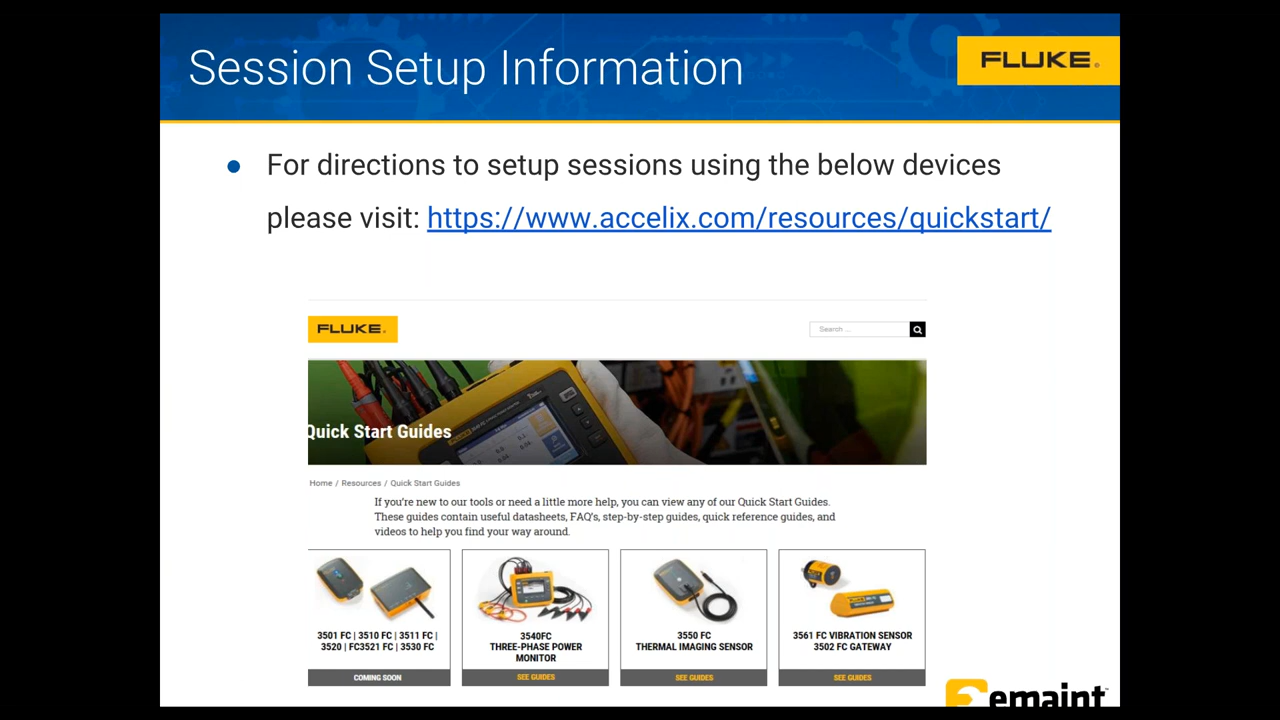 Session Setup Information
FLUKE®
● For directions to setup sessions using the below devices
please visit: https://www.accelix.com/resources/quickstart/
FLUKE®
Search ...
Quick Start Guides
Home / Resources / Quick Start Guides
If you're new to our tools or need a little more help, you can view any of our Quick Start Guides.
These guides contain useful datasheets, FAQ's, step-by-step guides, quick reference guides, and
videos to help you find your way around.
3501 FC | 3510 FC | 3511 FC |
3520 | FC3521 FC | 3530 FC
COMING SOON
3540FC
THREE-PHASE POWER
MONITOR
SEE GUIDES
3550 FC
THERMAL IMAGING SENSOR
SEE GUIDES
3561 FC VIBRATION SENSOR
3502 FC GATEWAY
SEE GUIDES
emaint™